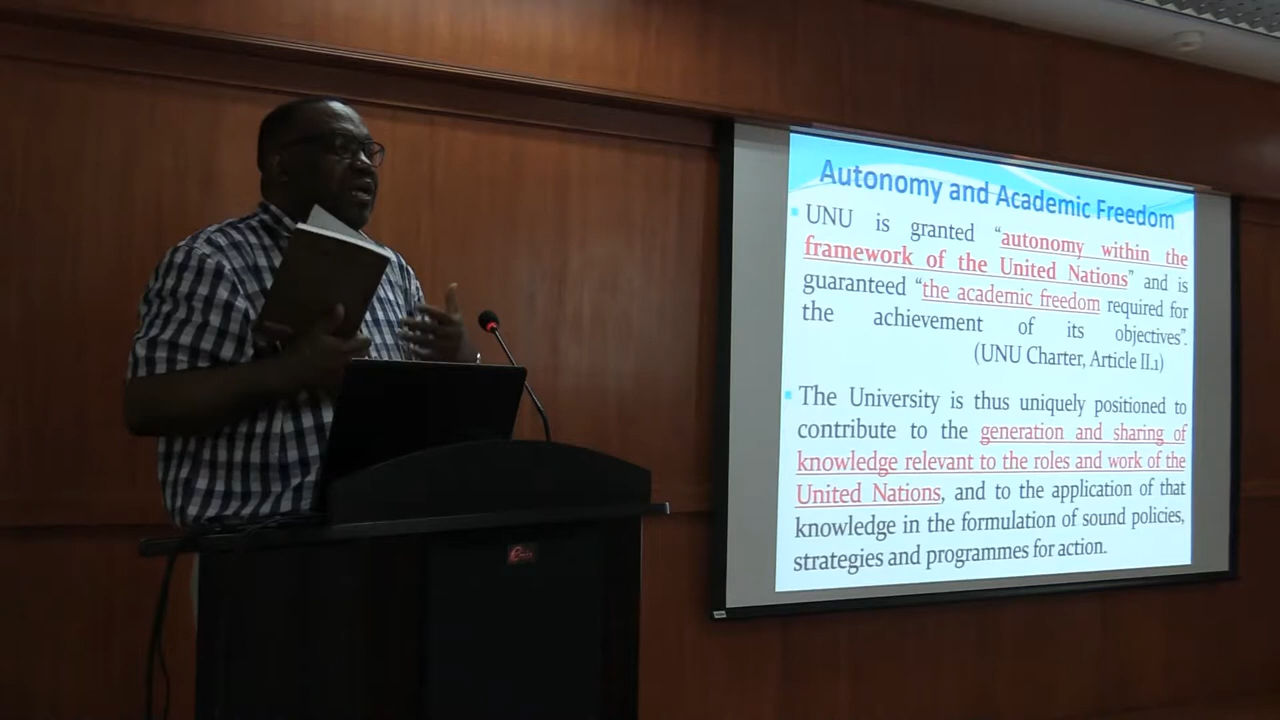 Autonomy and Academic Freedom
UNU is granted “autonomy within the
framework of the United Nations” and is
guaranteed “the academic freedom required for
the achievement of its objectives”.
(UNU Charter, Article II.1)
The University is thus uniquely positioned to
contribute to the generation and sharing of
knowledge relevant to the roles and work of the
United Nations, and to the application of that
knowledge in the formulation of sound policies,
strategies and programmes for action.